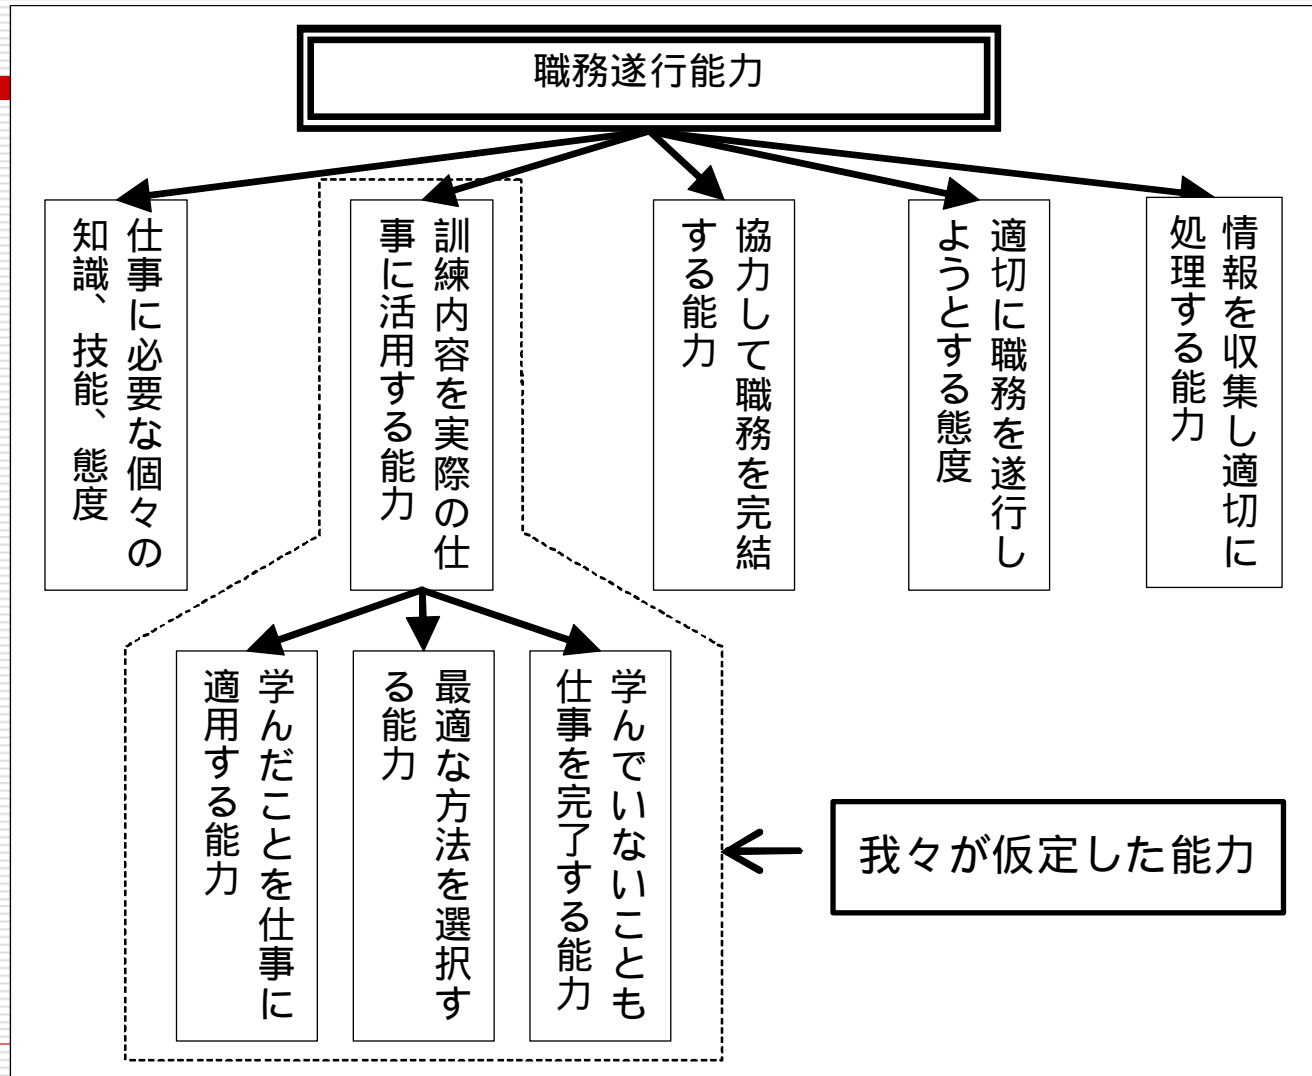 職務遂行能力
仕事に必要な個々の
知識、技能、態度
訓練内容を実際の仕
事に活用する能力
協力して職務を完結
する能力
適切に職務を遂行し
ようとする態度
情報を収集し適切に
処理する能力
学んだことを仕事に
適用する能力
最適な方法を選択す
る能力
学んでいないことも
仕事を完了する能力
我々が仮定した能力